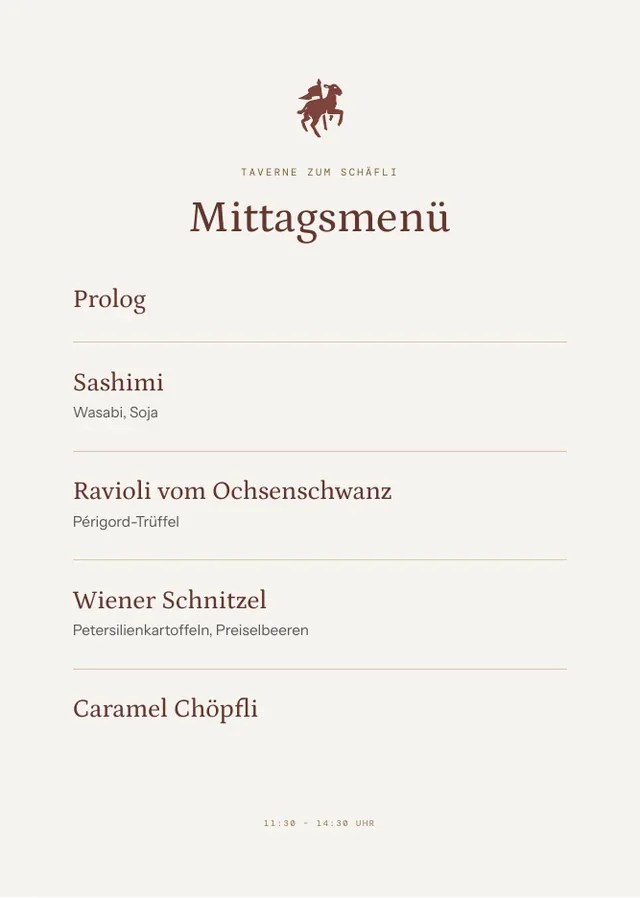 TAVERNE ZUM SCHÄFLI
Mittagsmenü
Prolog
Sashimi
Wasabi, Soja
Ravioli vom Ochsenschwanz
Périgord-Trüffel
Wiener Schnitzel
Petersilienkartoffeln, Preiselbeeren
Caramel Chöpfli
11:30 – 14:30 UHR